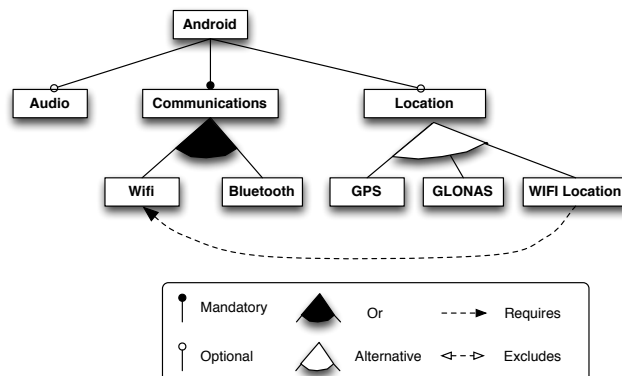 Android
Audio
Communications
Location
Wifi
Bluetooth
GPS
GLONAS
WIFI Location
Mandatory
Or
Requires
Optional
Alternative
Excludes